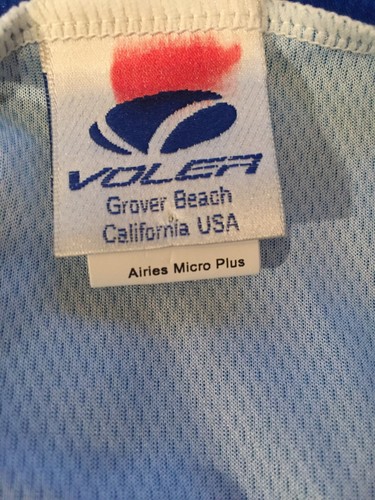 VOLER
Grover Beach
California USA
Airies Micro Plus